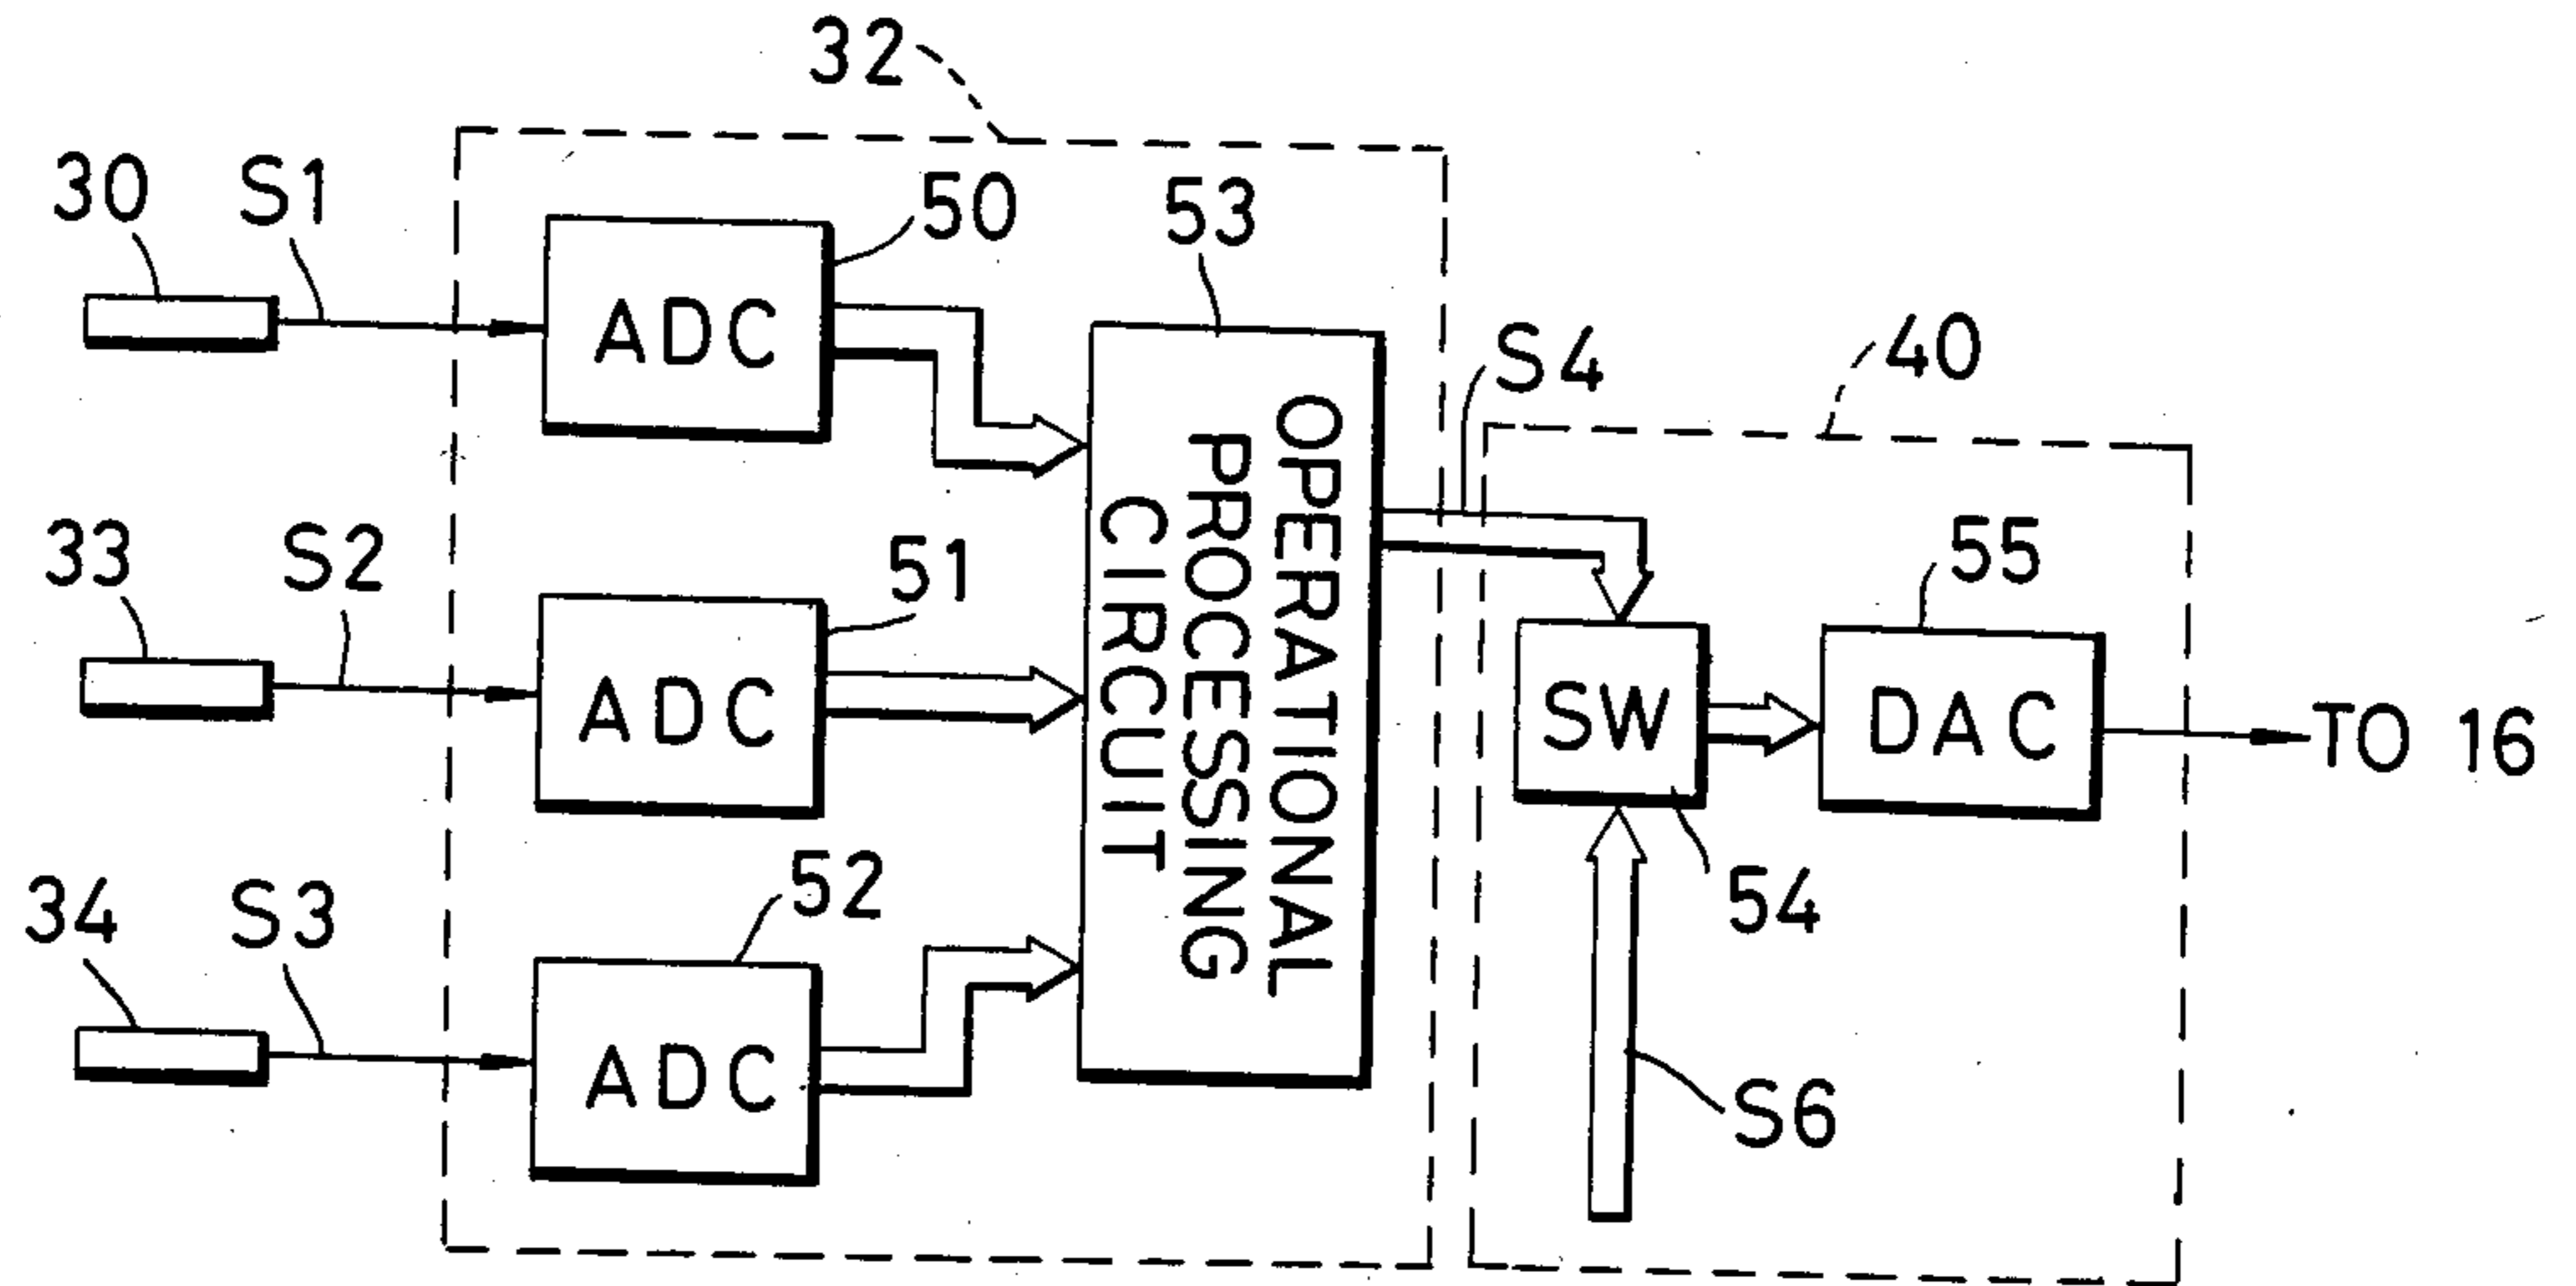 32
30
S1
50
53
ADC
S4
40
33
S2
51
ADC
OPERATIONAL
PROCESSING
CIRCUIT
55
SW
DAC
TO 16
34
S3
52
54
ADC
S6